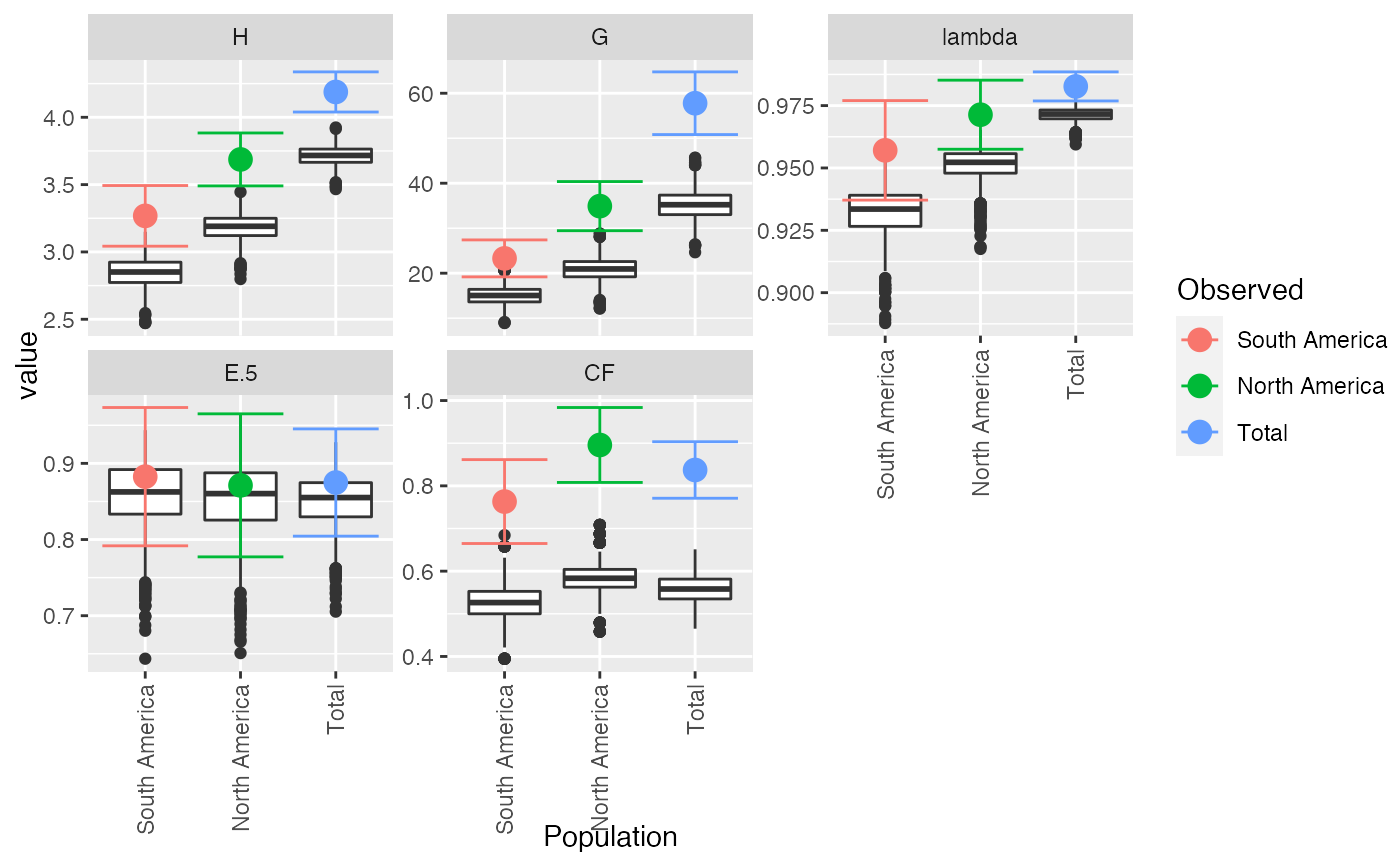 H
G
lambda
4.0
3.5
3.0
2.5
60
40
20
0.975
0.950
0.925
0.900
South America
North America
Total
E.5
CF
0.9
0.8
0.7
1.0
0.8
0.6
0.4
South America
North America
Total
South America
North America
Total
value
Population
Observed
South America
North America
Total